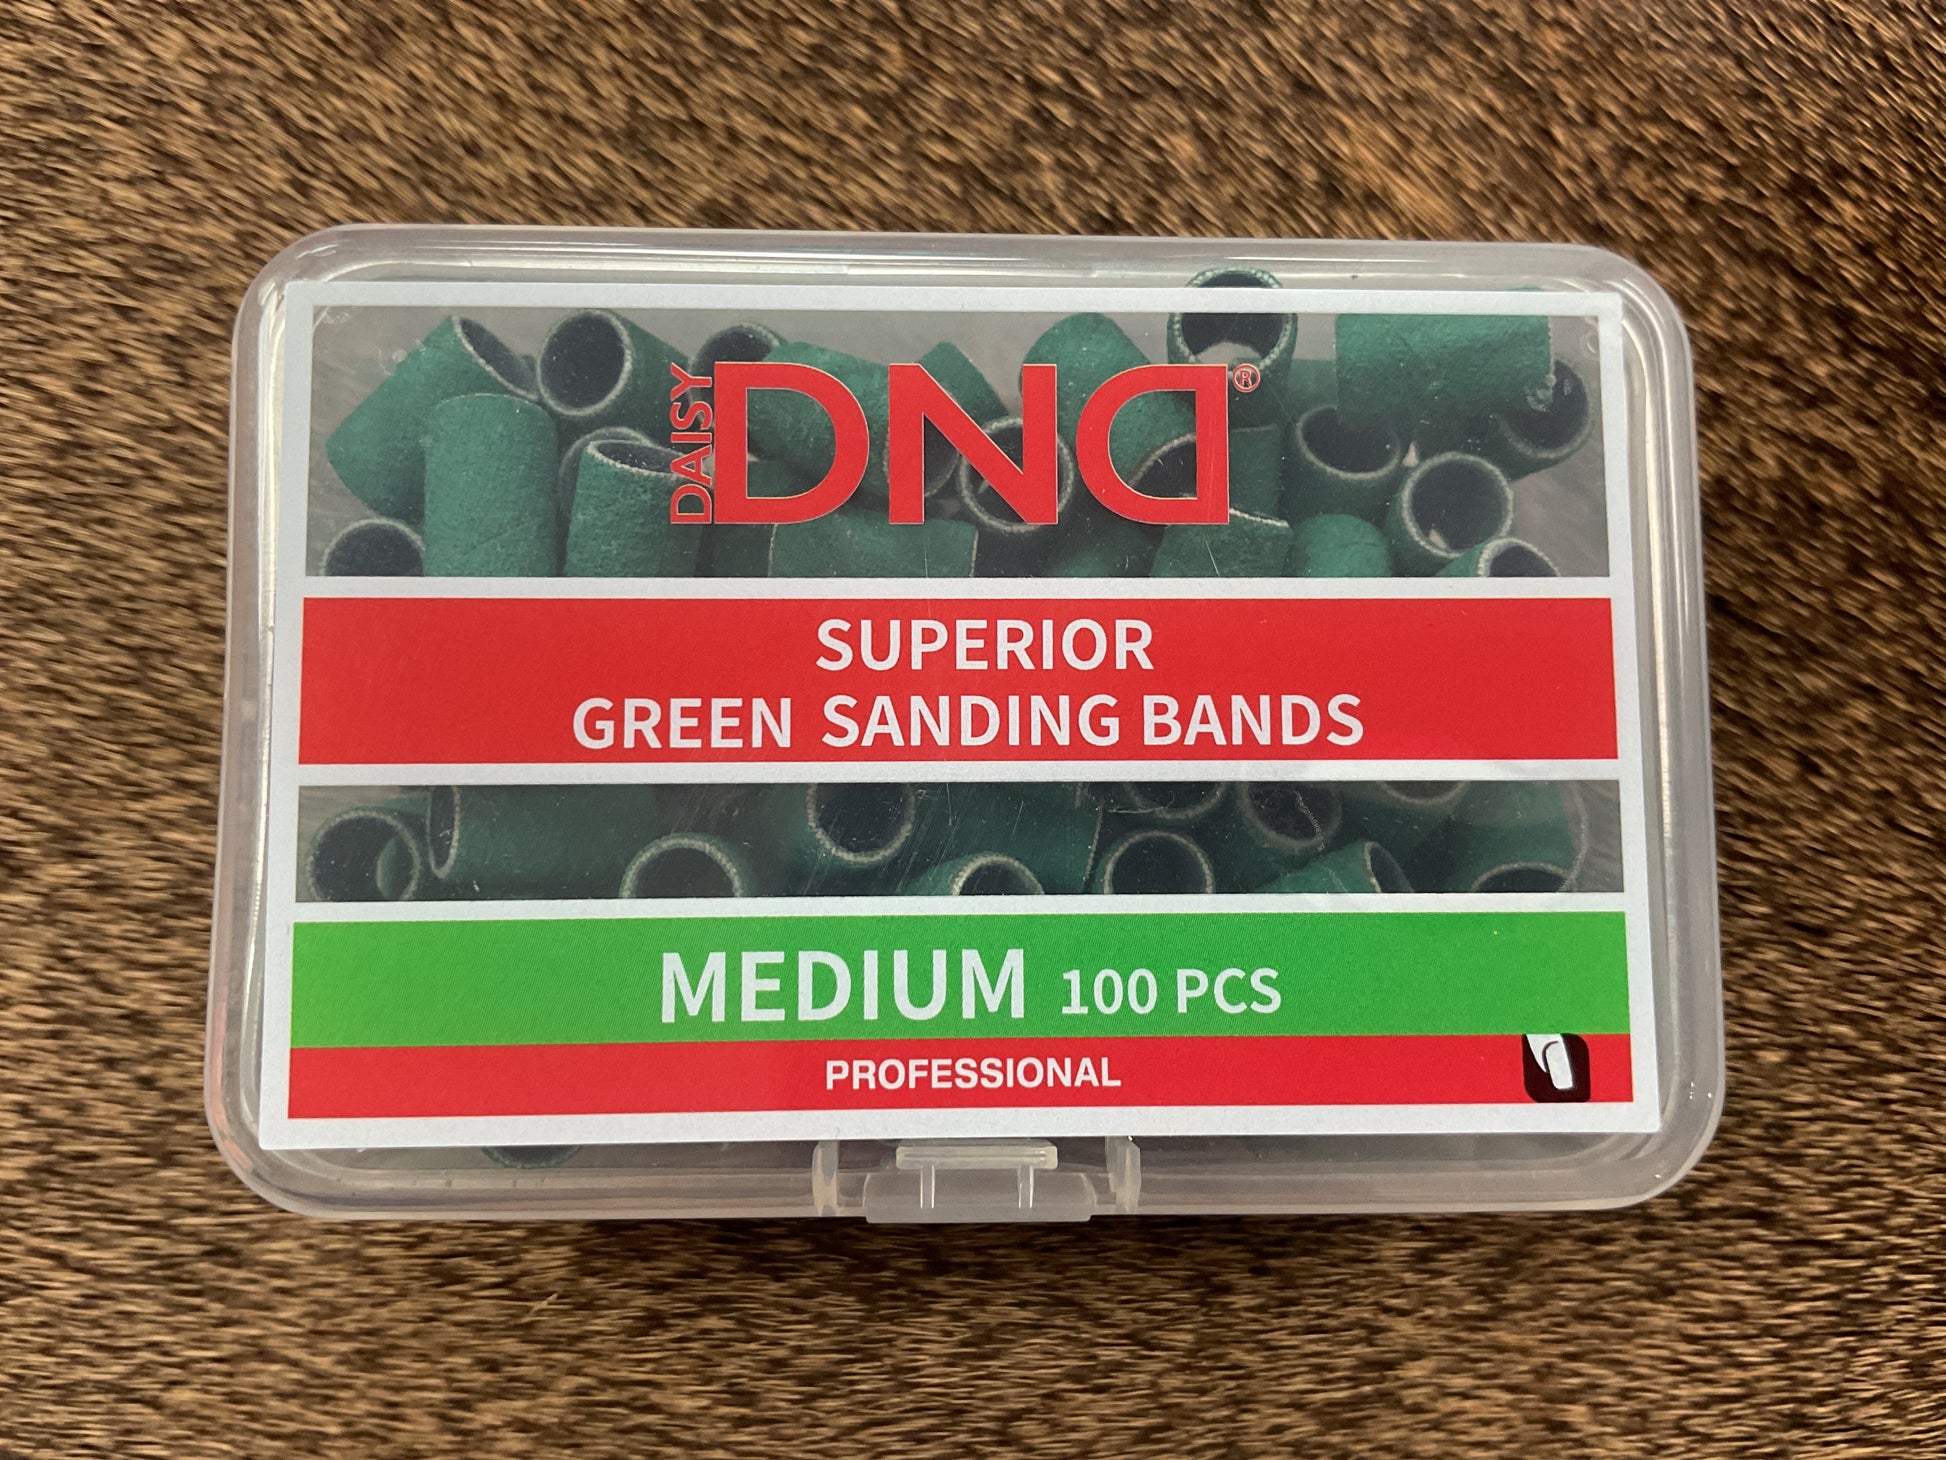 DAISY
DND®
SUPERIOR
GREEN SANDING BANDS
MEDIUM 100 PCS
PROFESSIONAL